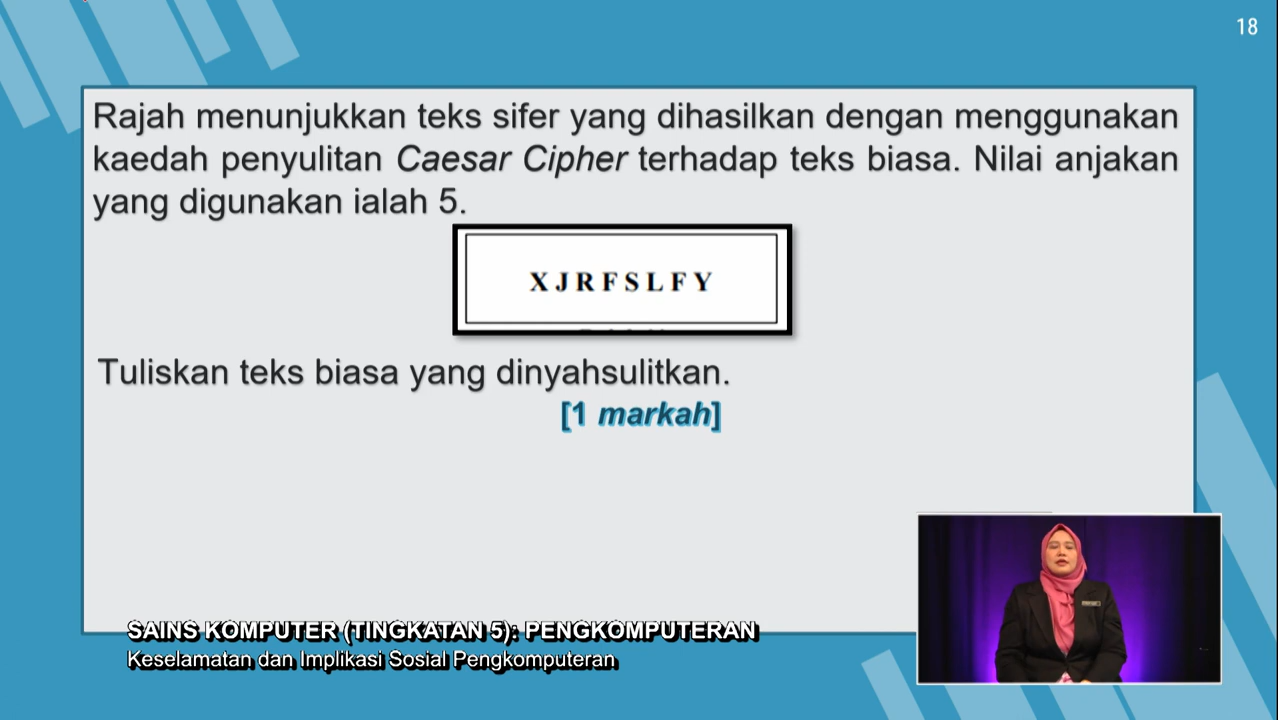 18
Rajah menunjukkan teks sifer yang dihasilkan dengan menggunakan
kaedah penyulitan Caesar Cipher terhadap teks biasa. Nilai anjakan
yang digunakan ialah 5.
X J R F S L F Y
Tuliskan teks biasa yang dinyahsulitkan.
[1 markah]
SAINS KOMPUTER (TINGKATAN 5): PENGKOMPUTERAN
Keselamatan dan Implikasi Sosial Pengkomputeran